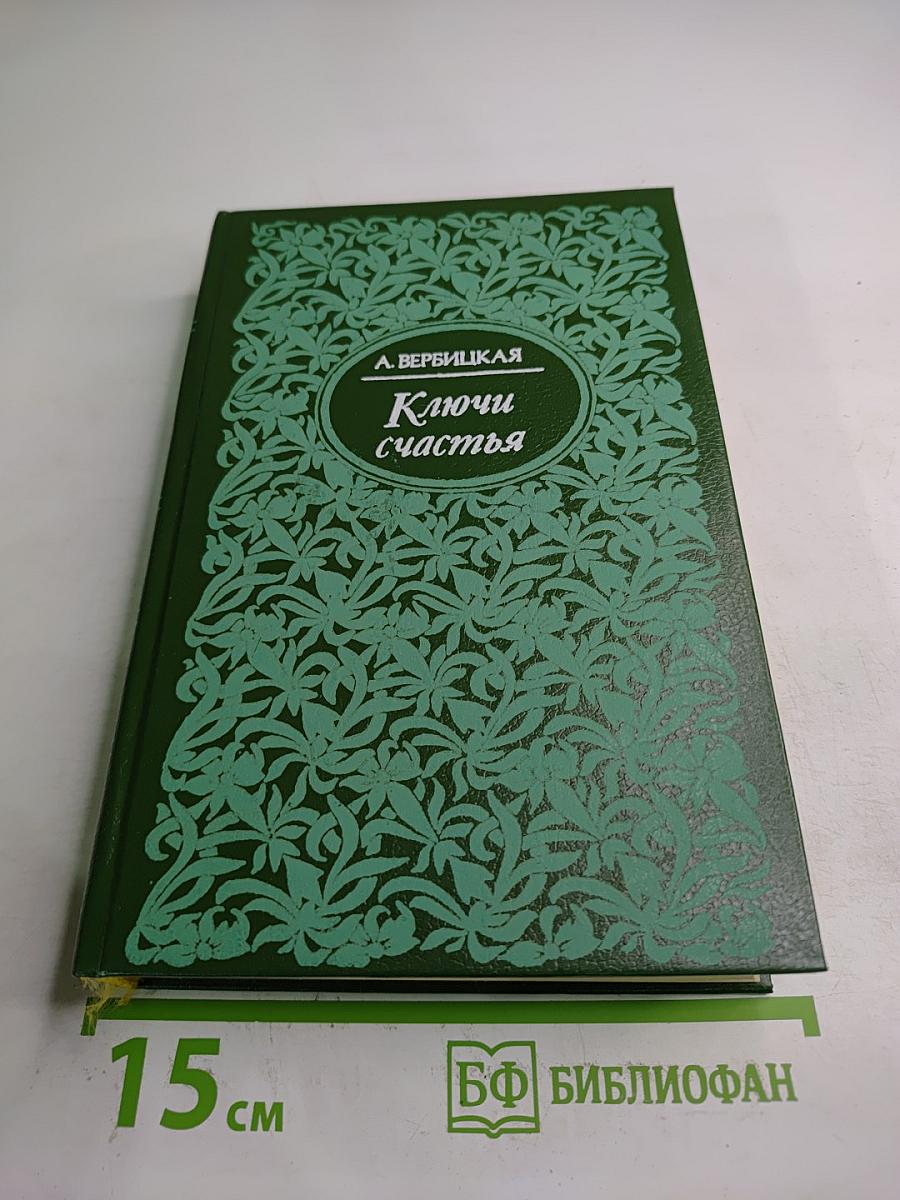 А. ВЕРБИЦКАЯ
Ключи
счастья
15 см
БФ БИБЛИОФАН